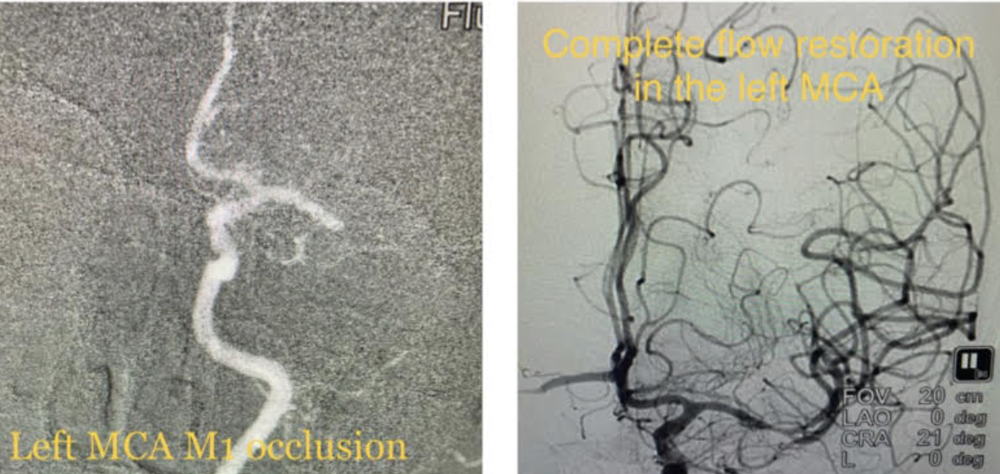 Left MCA M1 occlusion
Complete flow restoration
in the left MCA
FOV 20 cm
LAO 0 deg
CRA 21 deg
L 0 deg